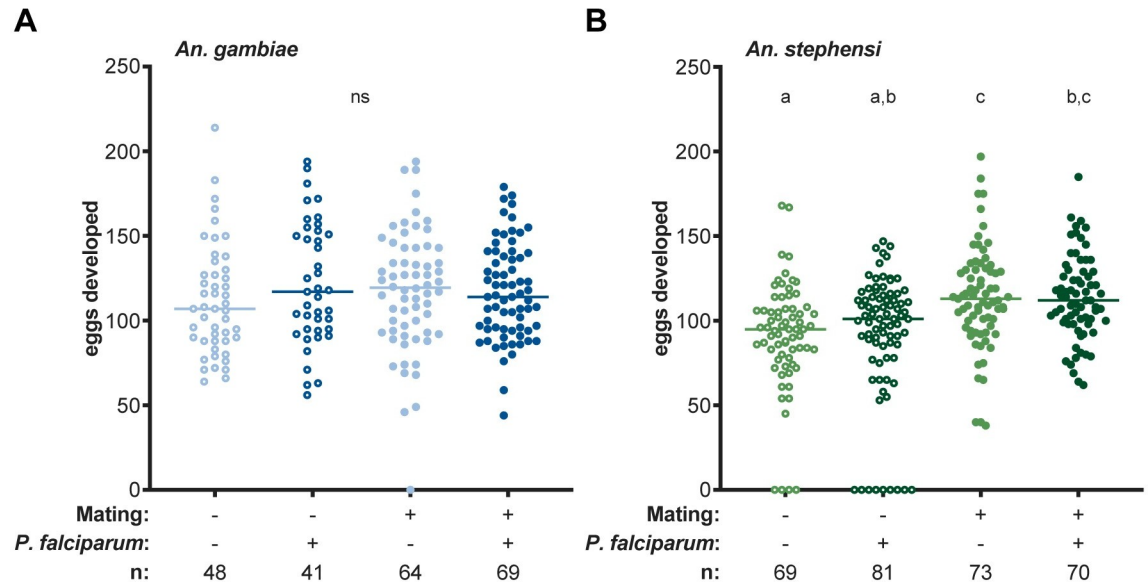 A
An. gambiae
250
200
150
100
50
0
eggs developed
ns
Mating: - - + +
P. falciparum: - + - +
n: 48 41 64 69
B
An. stephensi
250
200
150
100
50
0
eggs developed
a a,b c b,c
Mating: - - + +
P. falciparum: - + - +
n: 69 81 73 70